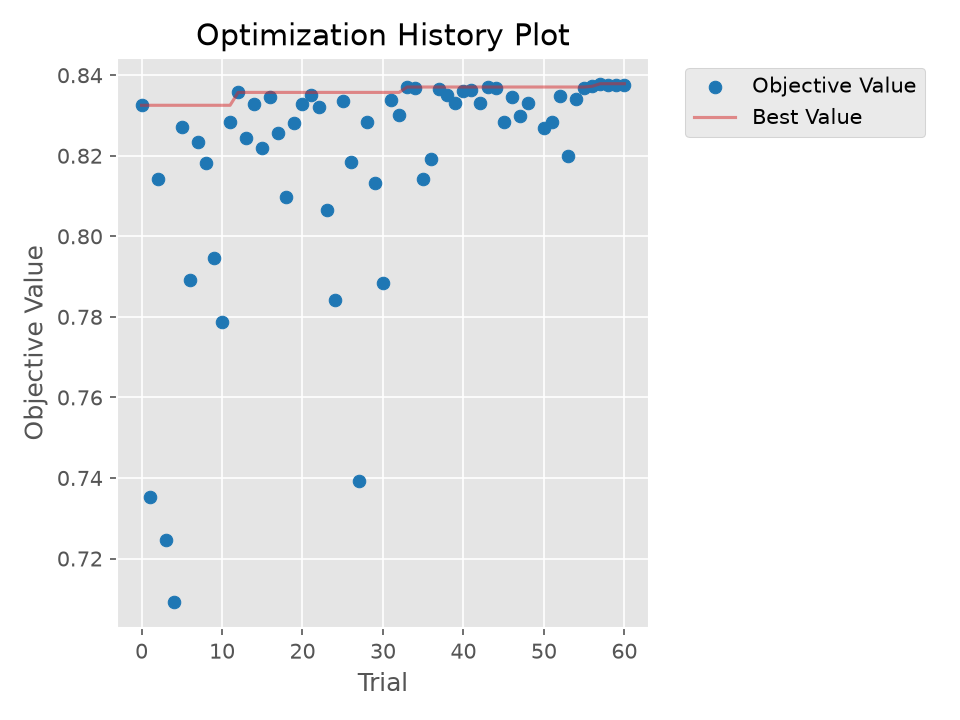 Optimization History Plot
Objective Value
Best Value
0.84
0.82
0.80
0.78
0.76
0.74
0.72
Objective Value
0 10 20 30 40 50 60
Trial